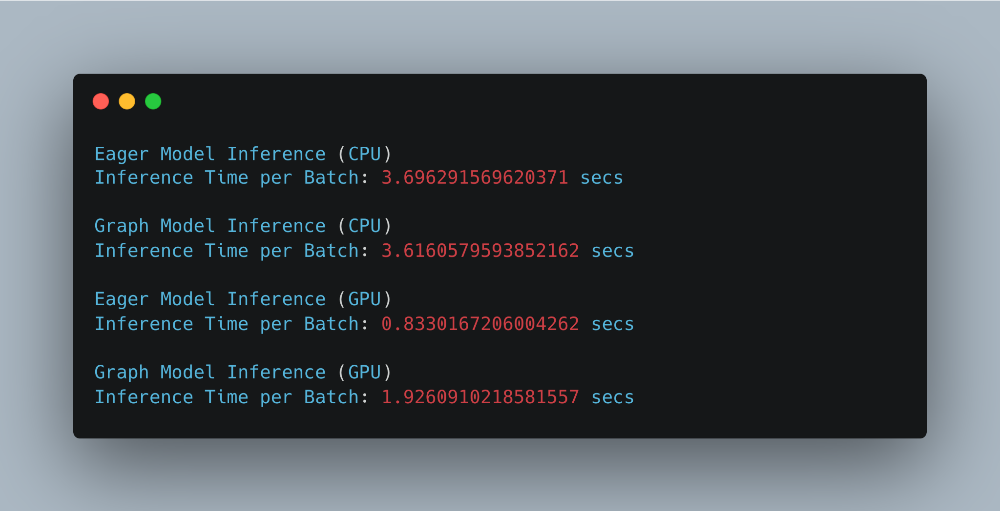 Eager Model Inference (CPU)
Inference Time per Batch: 3.696291569620371 secs
Graph Model Inference (CPU)
Inference Time per Batch: 3.6160579593852162 secs
Eager Model Inference (GPU)
Inference Time per Batch: 0.8330167206004262 secs
Graph Model Inference (GPU)
Inference Time per Batch: 1.9260910218581557 secs